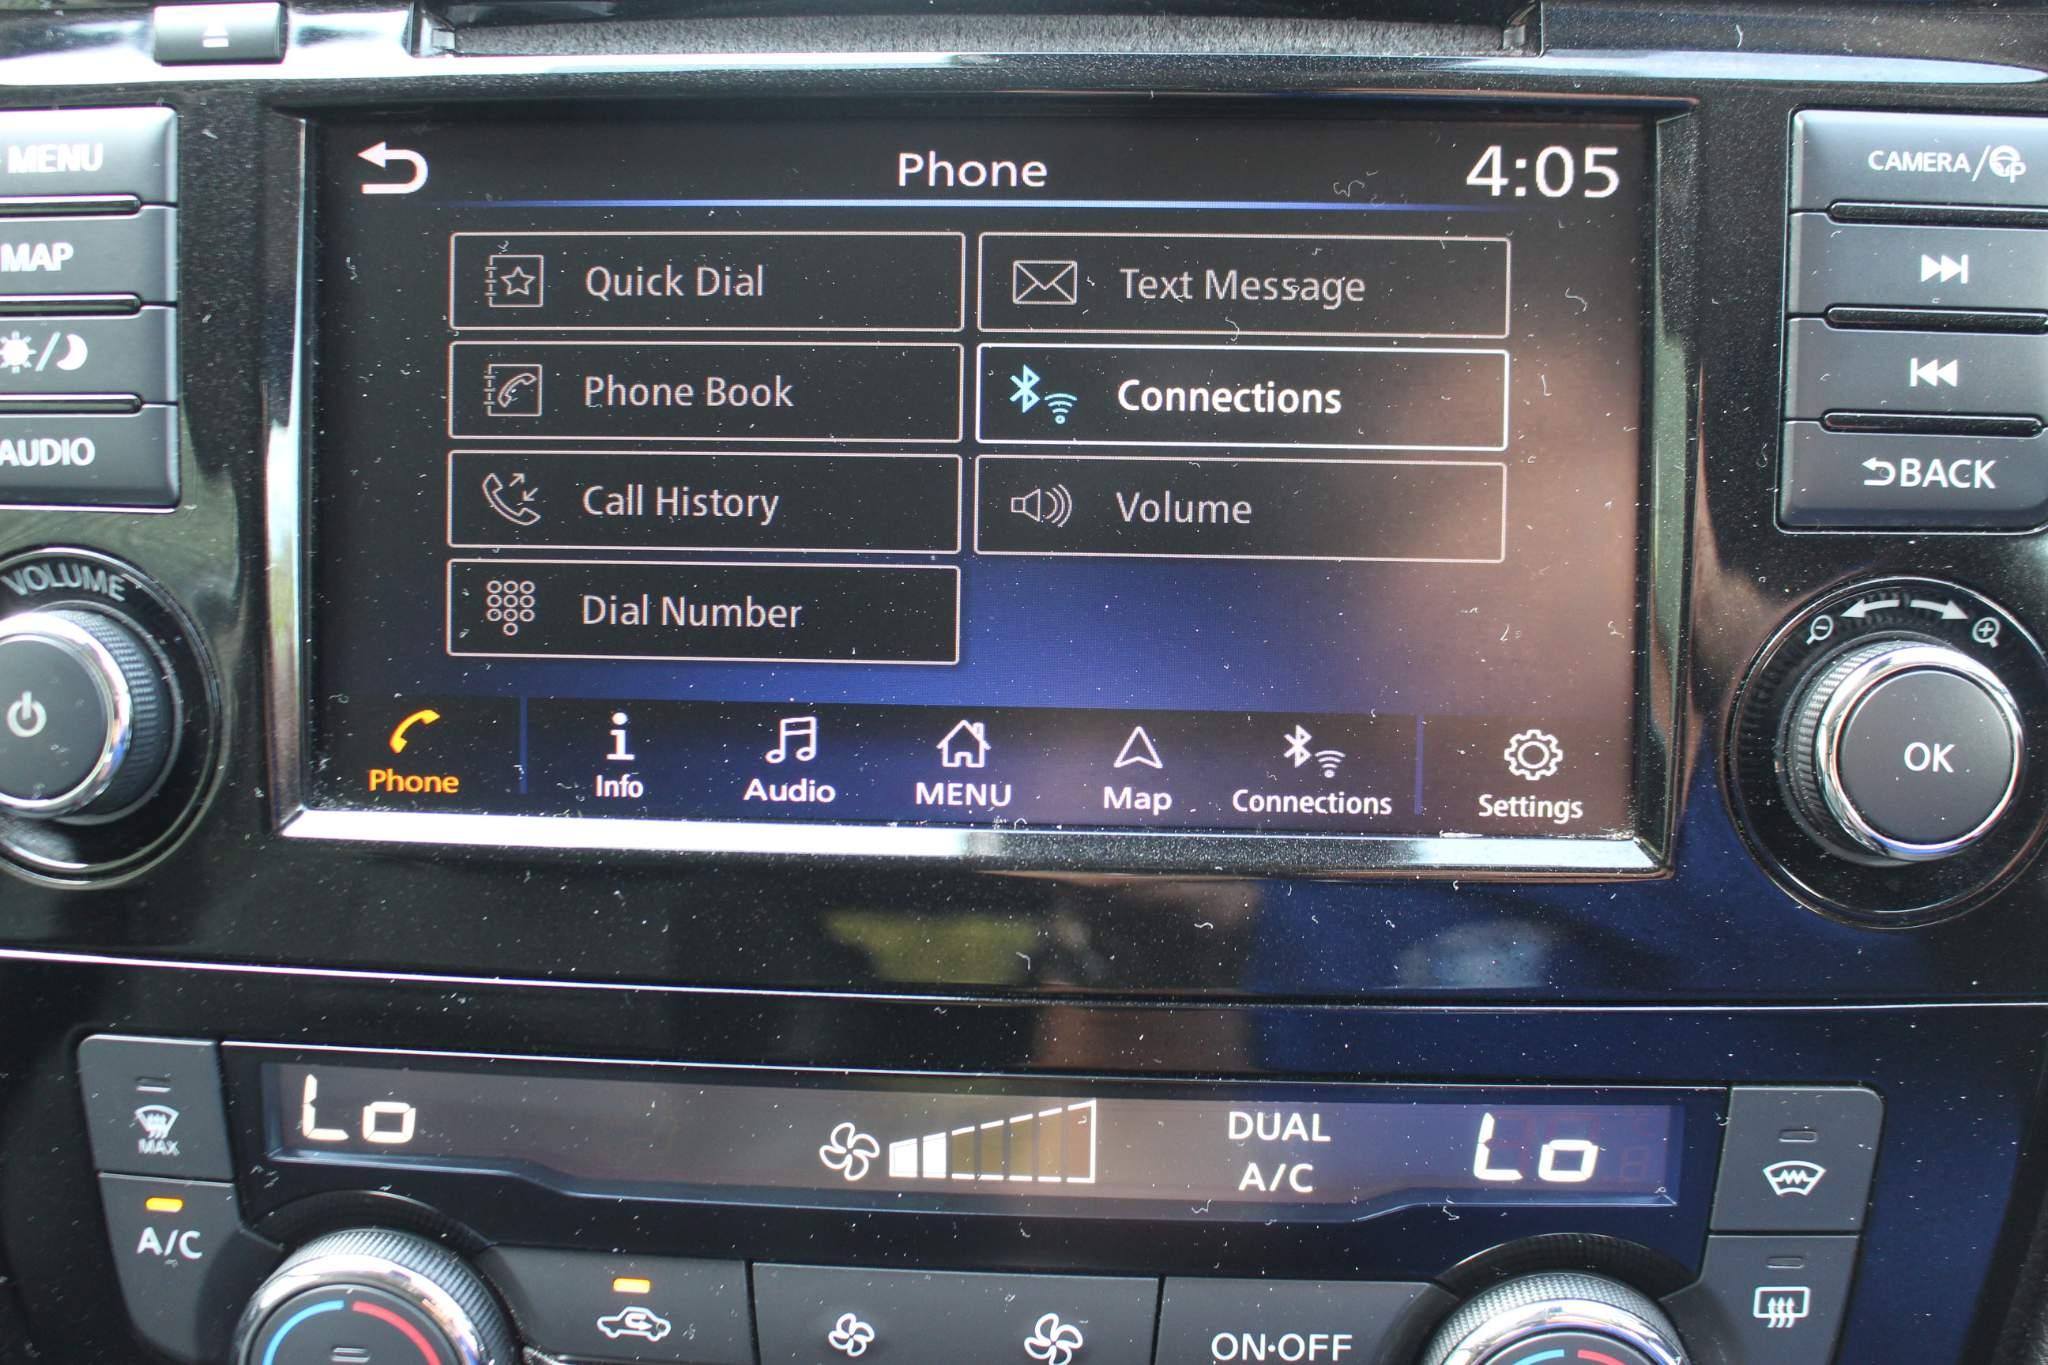 Phone
4:05
Quick Dial
Text Message
Phone Book
Connections
Call History
Volume
Dial Number
Phone
Info
Audio
MENU
Map
Connections
Settings
MENU
MAP
AUDIO
VOLUME
CAMERA/
BACK
OK
Lo
DUAL
A/C
Lo
MAX
A/C
ON•OFF